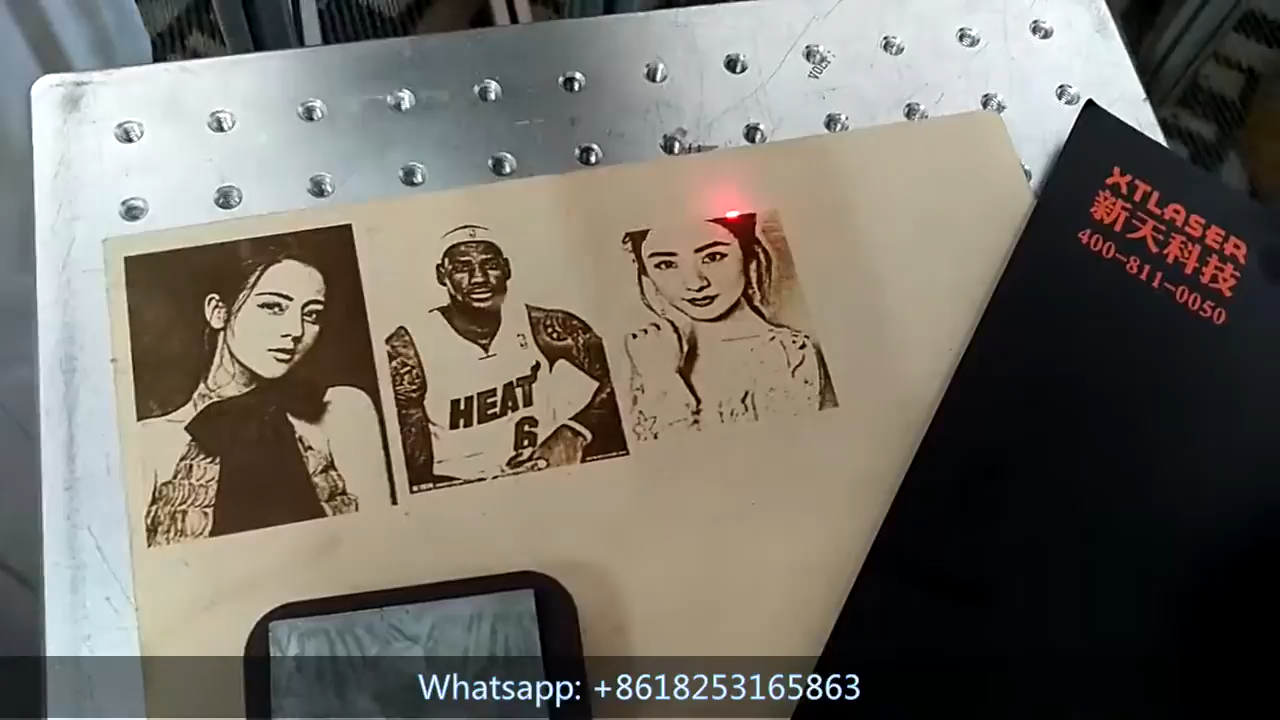 XTLASER
新天科技
400-811-0050
HEAT
6
Whatsapp: +8618253165863